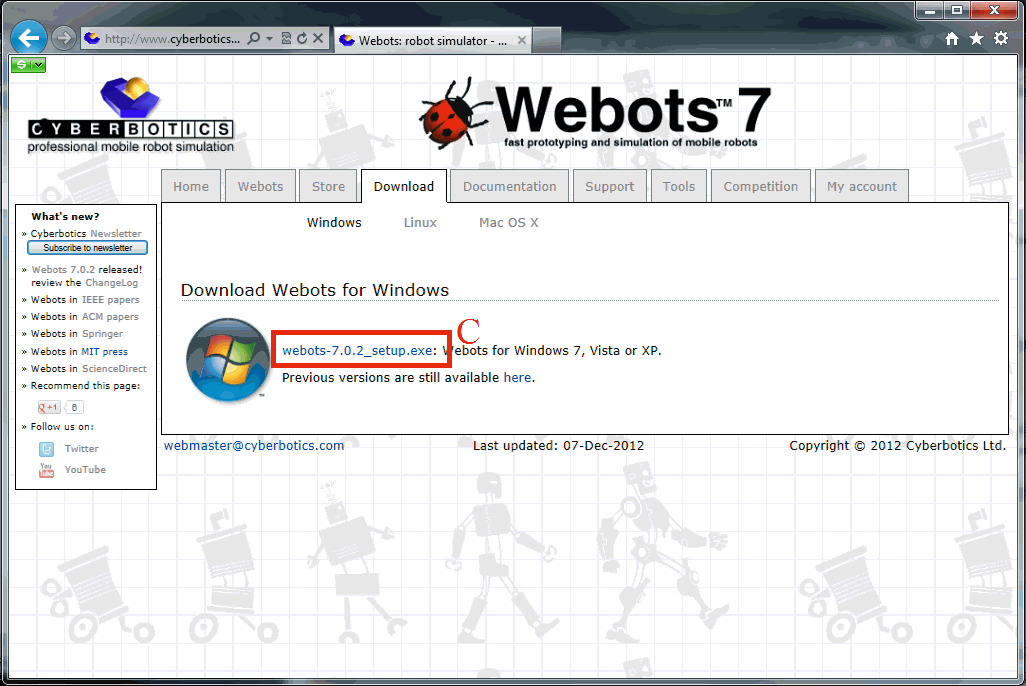 http://www.cyberbotics...
Webots: robot simulator - ...
S
CYBERBOTICS
professional mobile robot simulation
Webots™ 7
fast prototyping and simulation of mobile robots
Home Webots Store Download Documentation Support Tools Competition My account
Windows Linux Mac OS X
What's new?
» Cyberbotics Newsletter
Subscribe to newsletter
» Webots 7.0.2 released!
review the ChangeLog
» Webots in IEEE papers
» Webots in ACM papers
» Webots in Springer
» Webots in MIT press
» Webots in ScienceDirect
» Recommend this page:
+1 6
» Follow us on:
Twitter
You Tube YouTube
Download Webots for Windows
C
webots-7.0.2_setup.exe: Webots for Windows 7, Vista or XP.
Previous versions are still available here.
webmaster@cyberbotics.com Last updated: 07-Dec-2012 Copyright © 2012 Cyberbotics Ltd.